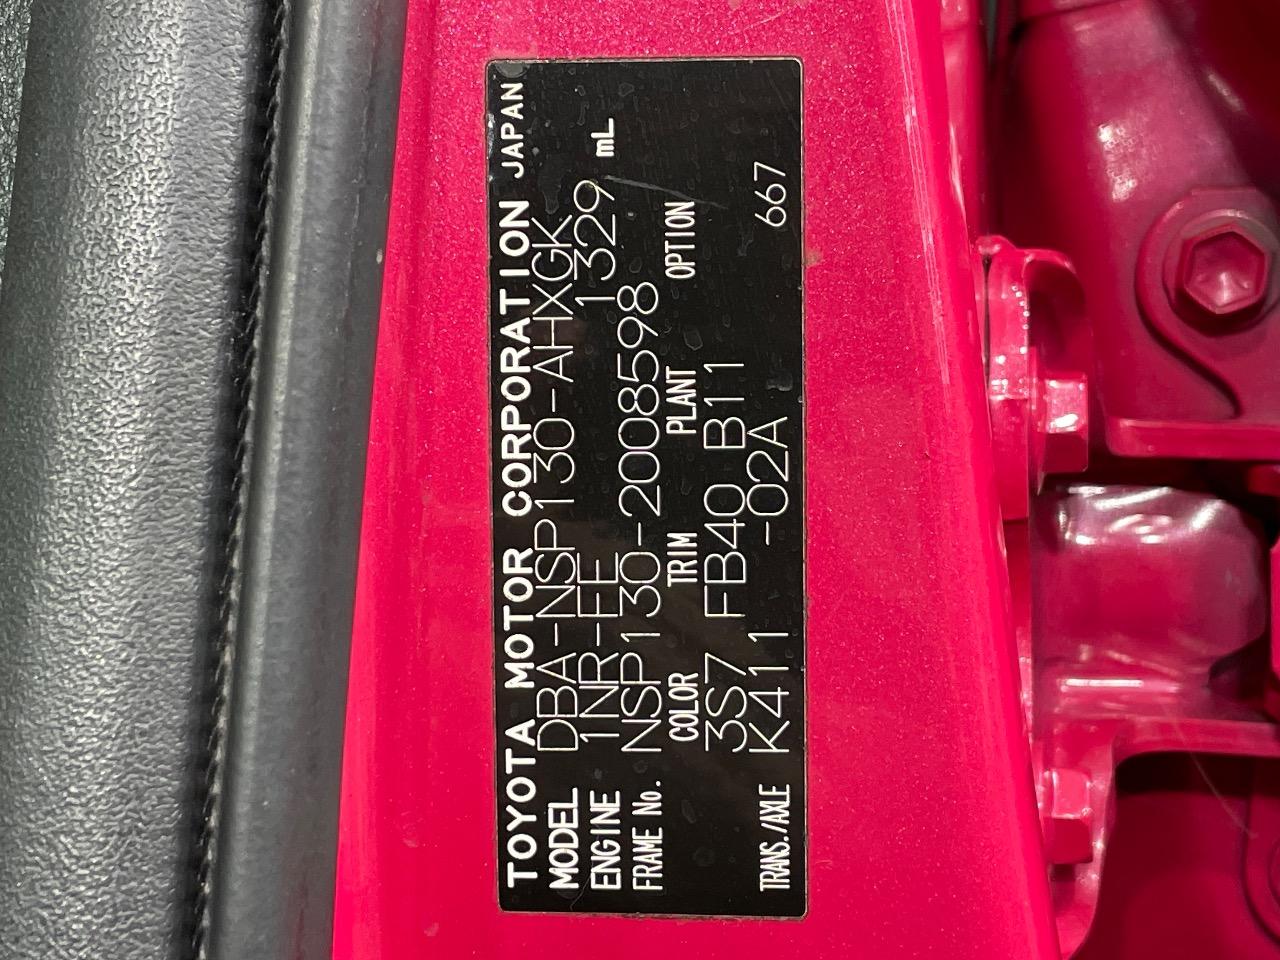 TOYOTA MOTOR CORPORATION JAPAN
MODEL DBA-NSP130-AHXGK
ENGINE 1NR-FE 1329 mL
FRAME No. NSP130-2008598
COLOR TRIM PLANT OPTION
3S7 FB40 B11
TRANS./AXLE K411 -02A 667